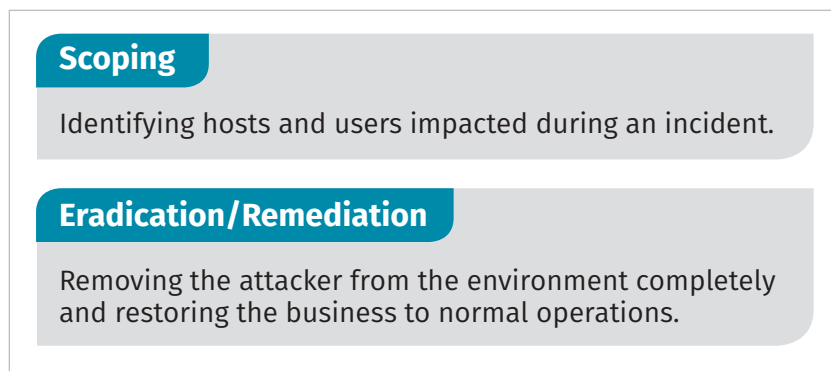 Scoping
Identifying hosts and users impacted during an incident.
Eradication/Remediation
Removing the attacker from the environment completely
and restoring the business to normal operations.